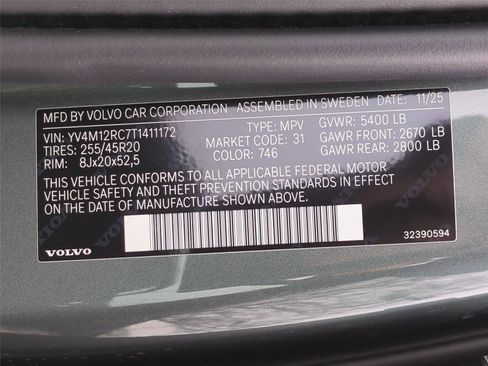 MFD BY VOLVO CAR CORPORATION ASSEMBLED IN SWEDEN DATE: 11/25
VIN: YV4M12RC7T1411172 TYPE: MPV GVWR: 5400 LB
TIRES: 255/45R20 MARKET CODE: 31 GAWR FRONT: 2670 LB
RIM: 8Jx20x52,5 COLOR: 746 GAWR REAR: 2800 LB
THIS VEHICLE CONFORMS TO ALL APPLICABLE FEDERAL MOTOR
VEHICLE SAFETY AND THEFT PREVENTION STANDARDS IN EFFECT
ON THE DATE OF MANUFACTURE SHOWN ABOVE.
VOLVO
32390594